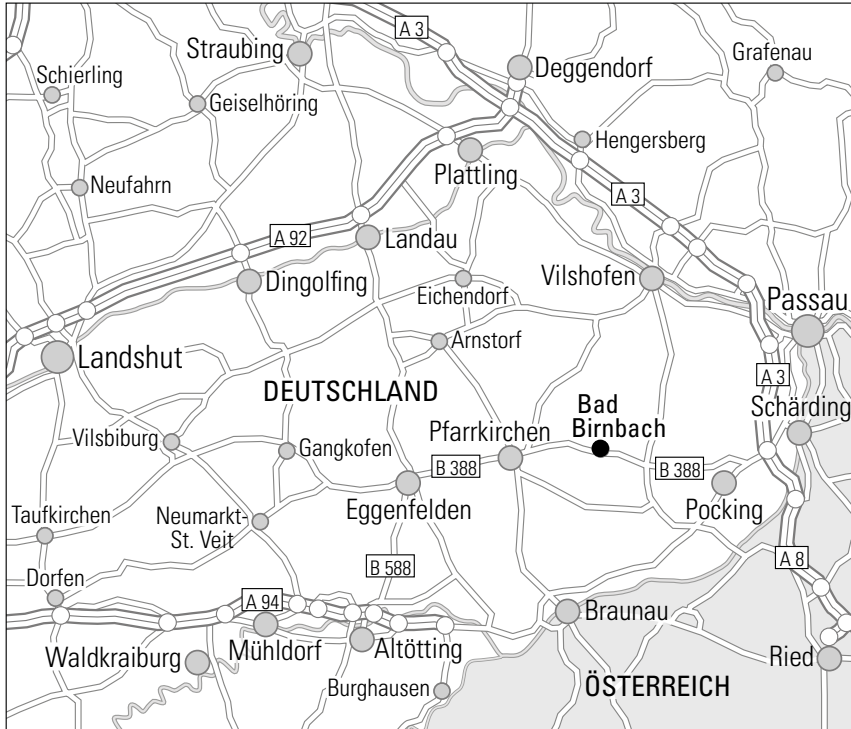 A 3
Straubing
Deggendorf
Grafenau
Schierling
Geiselhöring
Hengersberg
Plattling
Neufahrn
A 3
A 92
Landau
Dingolfing
Eichendorf
Vilshofen
Passau
Arnstorf
Landshut
DEUTSCHLAND
A 3
Bad
Birnbach
Schärding
Vilsbiburg
Gangkofen
Pfarrkirchen
B 388
B 388
Eggenfelden
Pocking
Taufkirchen
Neumarkt-
St. Veit
A 8
B 588
Dorfen
A 94
Braunau
Mühldorf
Altötting
Waldkraiburg
Ried
Burghausen
ÖSTERREICH